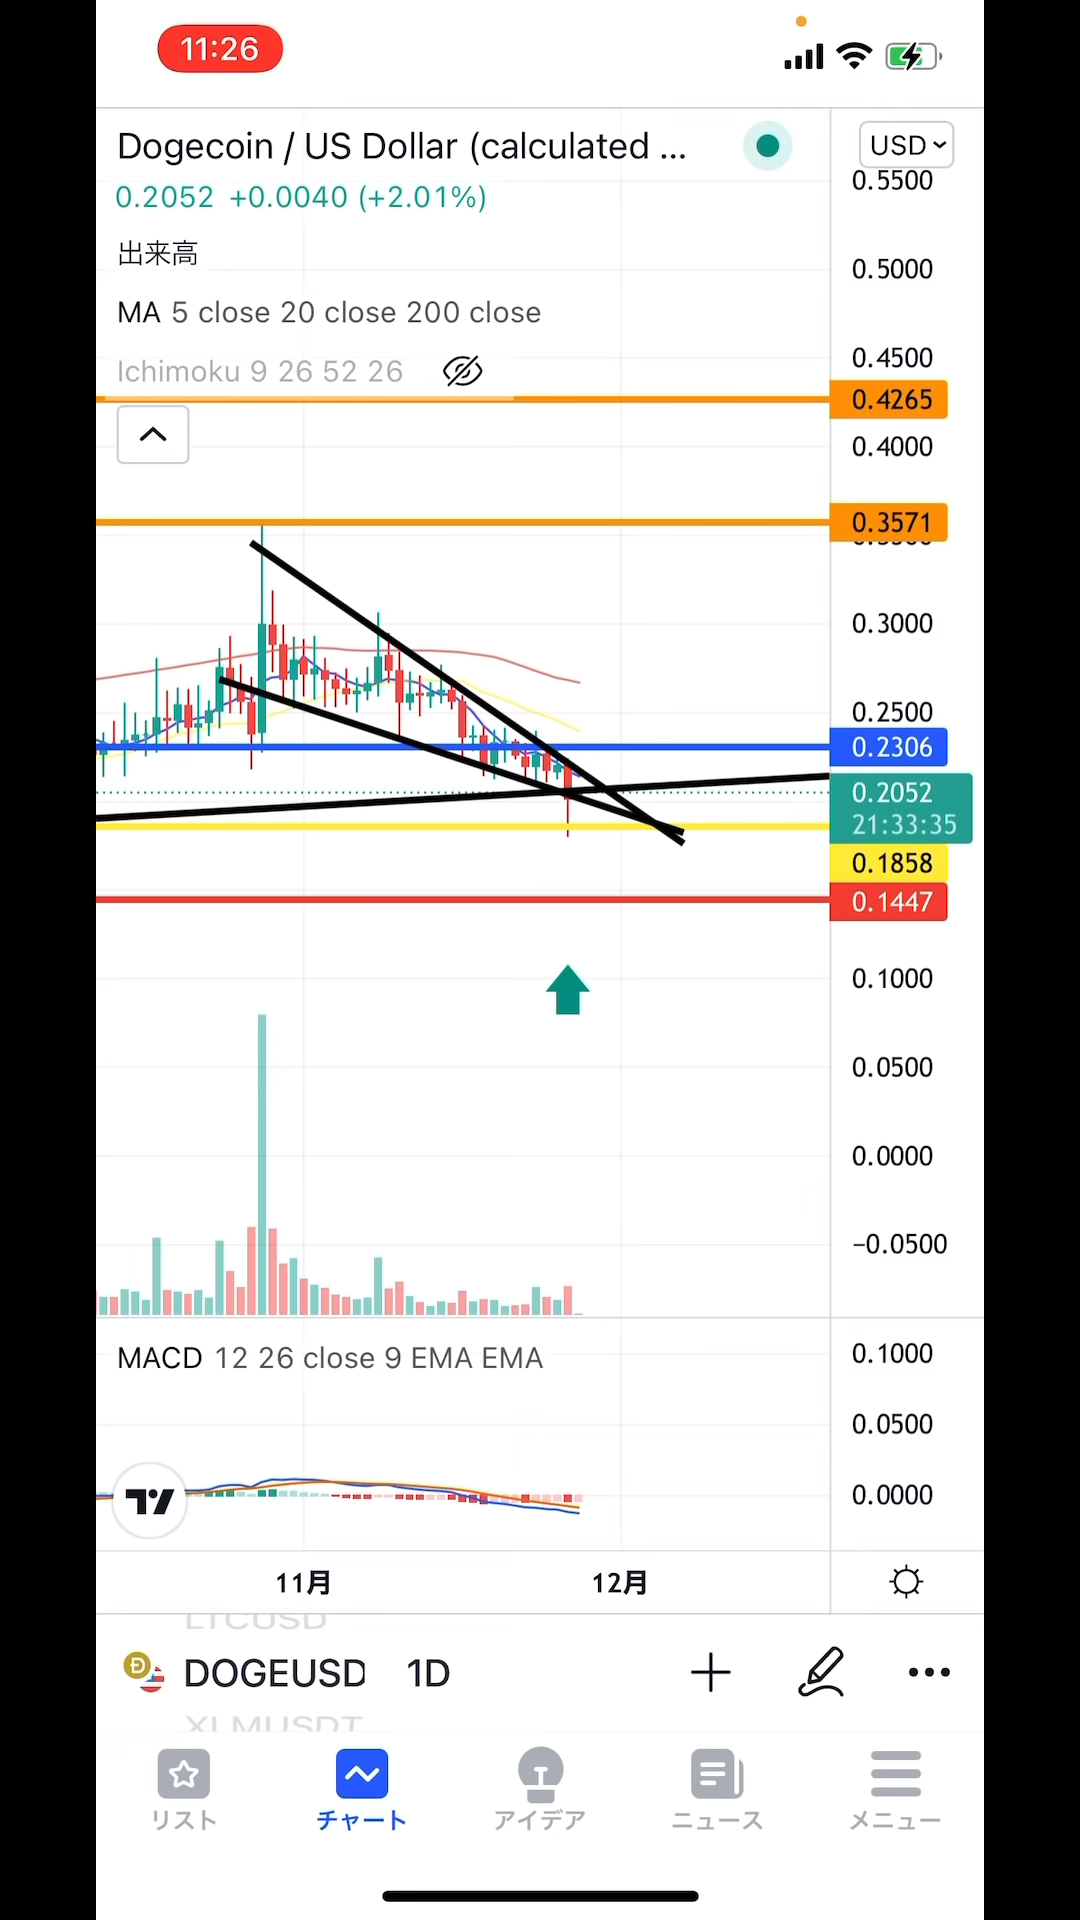 11:26
Dogecoin / US Dollar (calculated ...
USD
0.2052 +0.0040 (+2.01%)
出来高
MA 5 close 20 close 200 close
Ichimoku 9 26 52 26
0.5500
0.5000
0.4500
0.4265
0.4000
0.3571
0.3000
0.2500
0.2306
0.2052
21:33:35
0.1858
0.1447
0.1000
0.0500
0.0000
−0.0500
MACD 12 26 close 9 EMA EMA
0.1000
0.0500
0.0000
11月 12月
LTCUSD
DOGEUSD 1D
XLMUSDT
リスト チャート アイデア ニュース メニュー